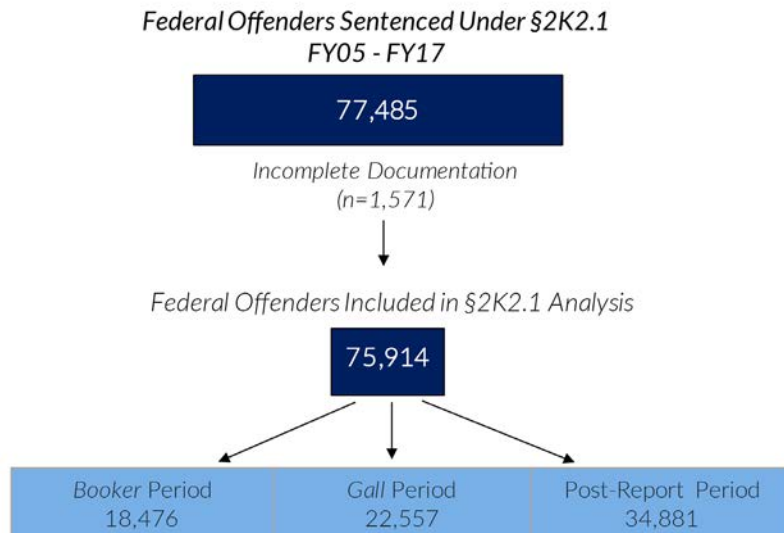 Federal Offenders Sentenced Under §2K2.1
FY05 - FY17
77,485
Incomplete Documentation
(n=1,571)
Federal Offenders Included in §2K2.1 Analysis
75,914
Booker Period
18,476
Gall Period
22,557
Post-Report Period
34,881